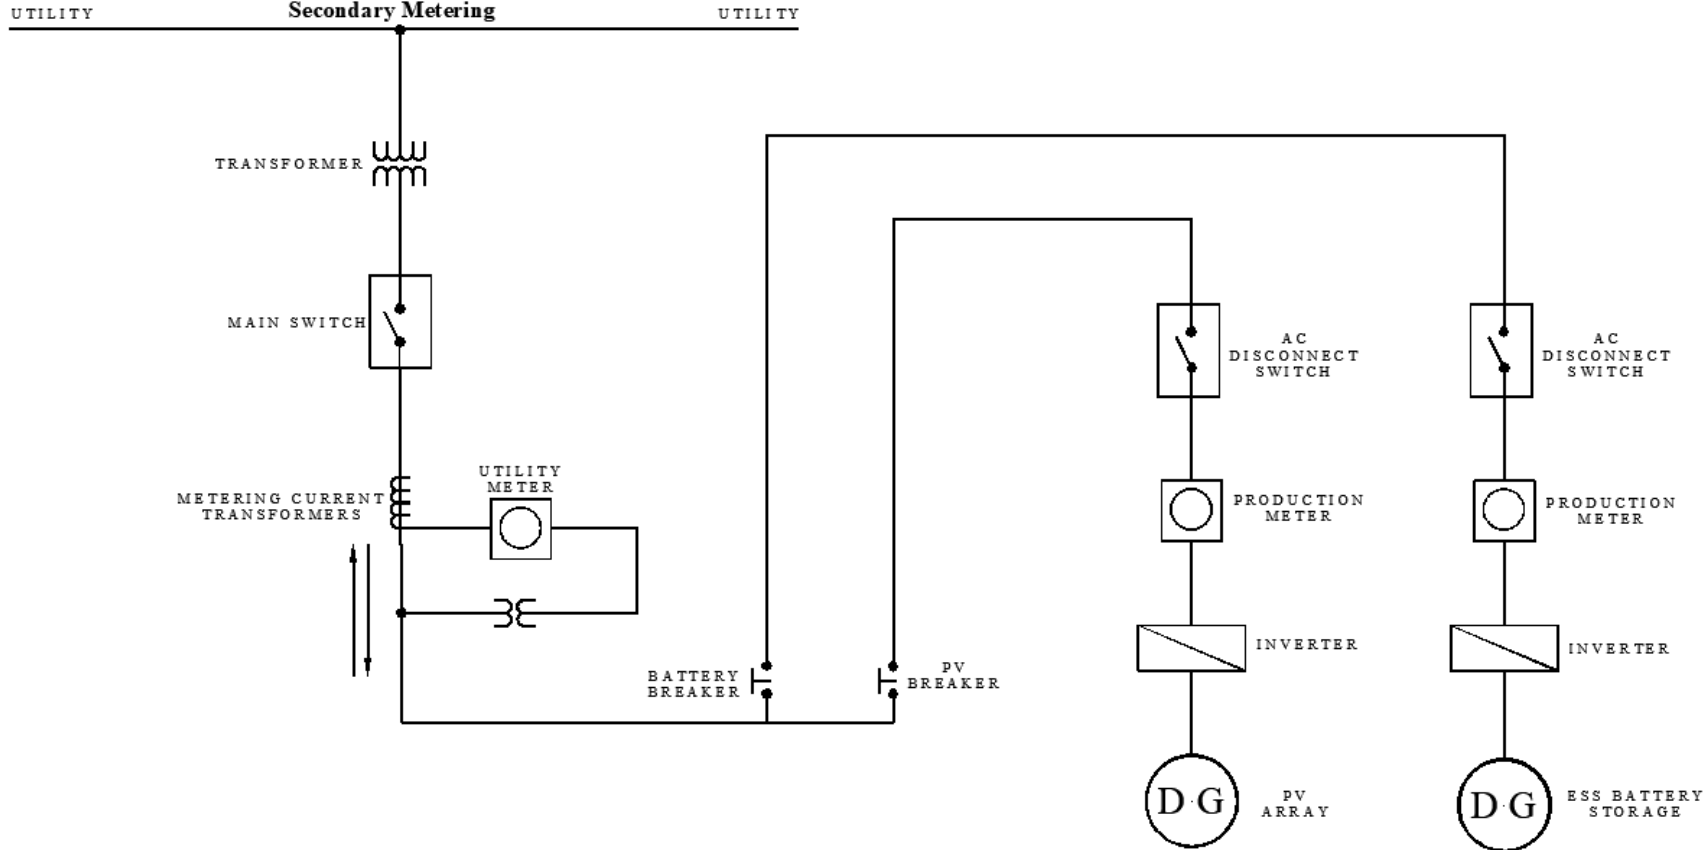 Secondary Metering
UTILITY
UTILITY
TRANSFORMER
MAIN SWITCH
AC
DISCONNECT
SWITCH
AC
DISCONNECT
SWITCH
UTILITY
METER
METERING CURRENT
TRANSFORMERS
PRODUCTION
METER
PRODUCTION
METER
INVERTER
INVERTER
BATTERY
BREAKER
PV
BREAKER
D·G
PV
ARRAY
D·G
ESS BATTERY
STORAGE